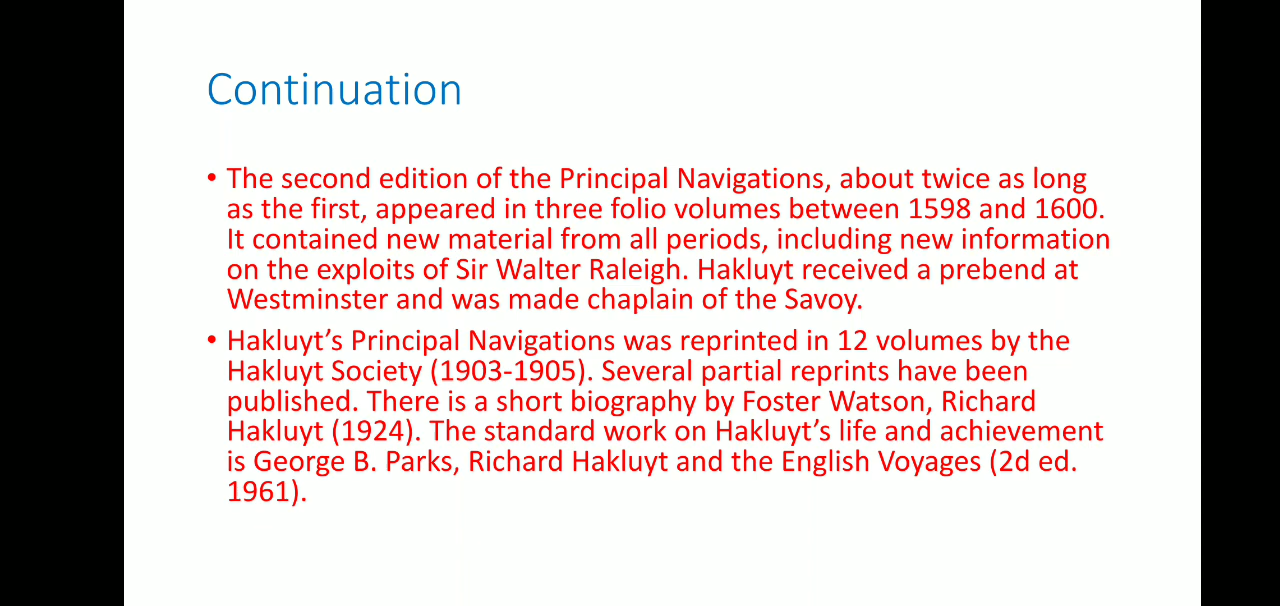 Continuation
• The second edition of the Principal Navigations, about twice as long
as the first, appeared in three folio volumes between 1598 and 1600.
It contained new material from all periods, including new information
on the exploits of Sir Walter Raleigh. Hakluyt received a prebend at
Westminster and was made chaplain of the Savoy.
• Hakluyt’s Principal Navigations was reprinted in 12 volumes by the
Hakluyt Society (1903-1905). Several partial reprints have been
published. There is a short biography by Foster Watson, Richard
Hakluyt (1924). The standard work on Hakluyt’s life and achievement
is George B. Parks, Richard Hakluyt and the English Voyages (2d ed.
1961).